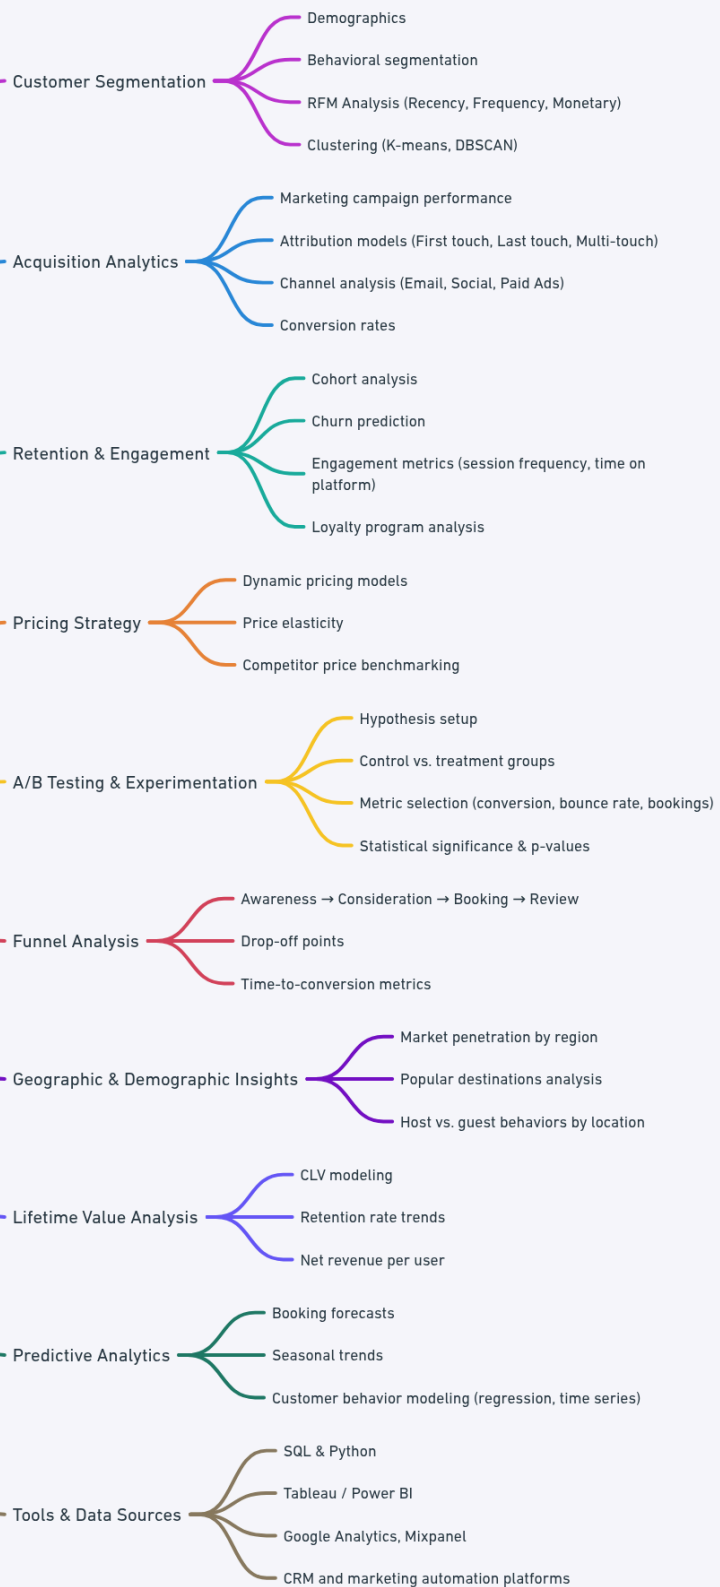 Customer Segmentation
Demographics
Behavioral segmentation
RFM Analysis (Recency, Frequency, Monetary)
Clustering (K-means, DBSCAN)
Acquisition Analytics
Marketing campaign performance
Attribution models (First touch, Last touch, Multi-touch)
Channel analysis (Email, Social, Paid Ads)
Conversion rates
Retention & Engagement
Cohort analysis
Churn prediction
Engagement metrics (session frequency, time on
platform)
Loyalty program analysis
Pricing Strategy
Dynamic pricing models
Price elasticity
Competitor price benchmarking
A/B Testing & Experimentation
Hypothesis setup
Control vs. treatment groups
Metric selection (conversion, bounce rate, bookings)
Statistical significance & p-values
Funnel Analysis
Awareness → Consideration → Booking → Review
Drop-off points
Time-to-conversion metrics
Geographic & Demographic Insights
Market penetration by region
Popular destinations analysis
Host vs. guest behaviors by location
Lifetime Value Analysis
CLV modeling
Retention rate trends
Net revenue per user
Predictive Analytics
Booking forecasts
Seasonal trends
Customer behavior modeling (regression, time series)
Tools & Data Sources
SQL & Python
Tableau / Power BI
Google Analytics, Mixpanel
CRM and marketing automation platforms